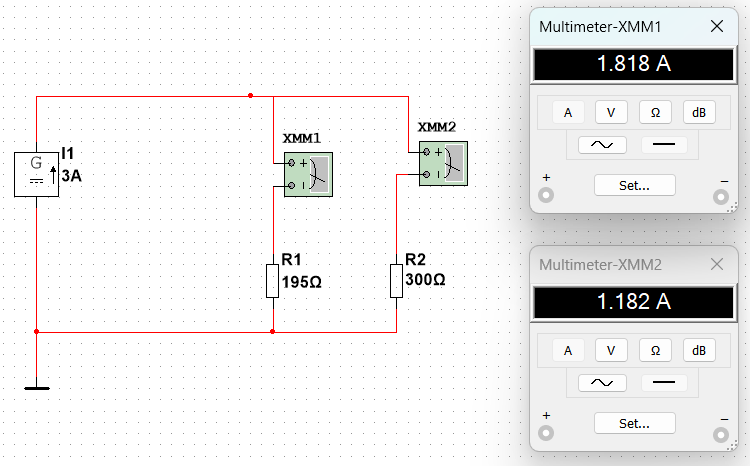 Multimeter-XMM1
1.818 A
A V Ω dB
+ −
Set...
XMM1
XMM2
G
I1
3A
R1
195Ω
R2
300Ω
Multimeter-XMM2
1.182 A
A V Ω dB
+ −
Set...